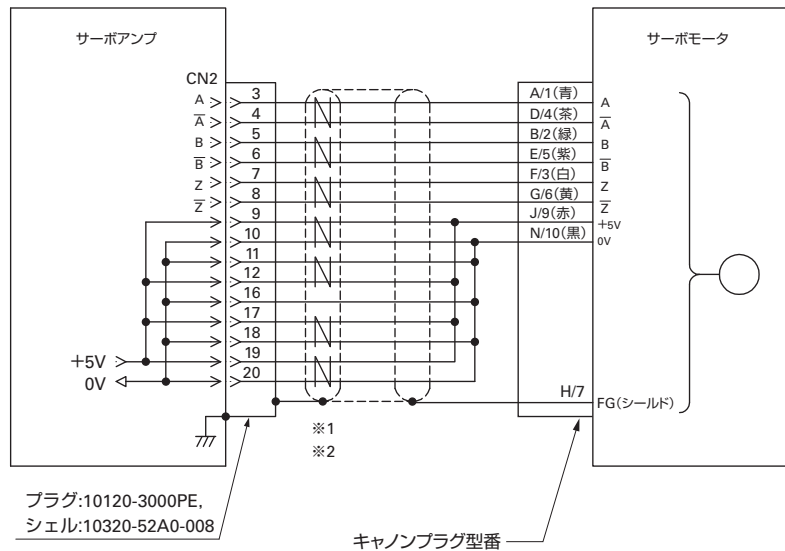 サーボアンプ
サーボモータ
CN2
A 3 A/1(青) A
A̅ 4 D/4(茶) A̅
B 5 B/2(緑) B
B̅ 6 E/5(紫) B̅
Z 7 F/3(白) Z
Z̅ 8 G/6(黄) Z̅
9 J/9(赤) +5V
10 N/10(黒) 0V
11
12
16
17
18
+5V 19
0V 20
H/7 FG(シールド)
※1
※2
プラグ:10120-3000PE,
シェル:10320-52A0-008
キャノンプラグ型番